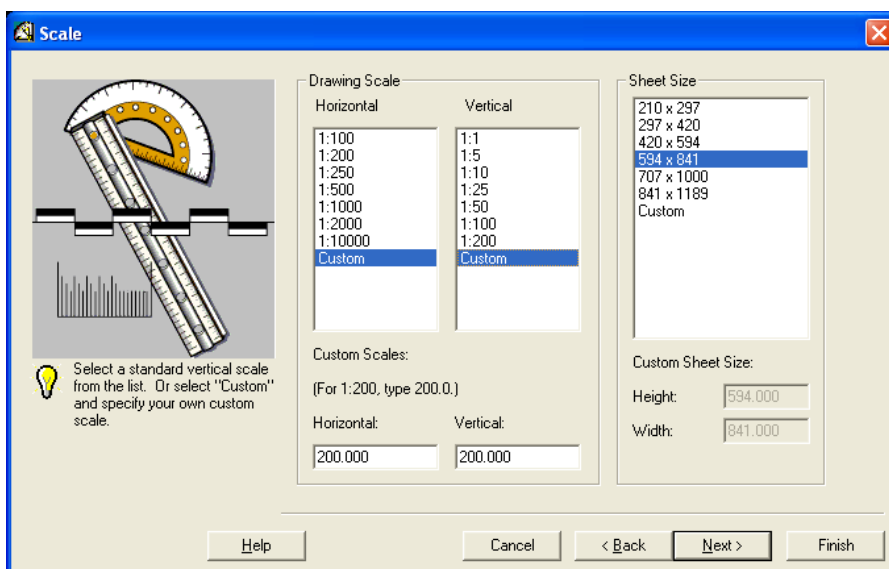 Scale
Drawing Scale
Horizontal
Vertical
1:100
1:200
1:250
1:500
1:1000
1:2000
1:10000
Custom
1:1
1:5
1:10
1:25
1:50
1:100
1:200
Custom
Custom Scales:
(For 1:200, type 200.0.)
Horizontal:
Vertical:
200.000
200.000
Sheet Size
210 x 297
297 x 420
420 x 594
594 x 841
707 x 1000
841 x 1189
Custom
Custom Sheet Size:
Height:
594.000
Width:
841.000
Select a standard vertical scale
from the list. Or select "Custom"
and specify your own custom
scale.
Help
Cancel
< Back
Next >
Finish